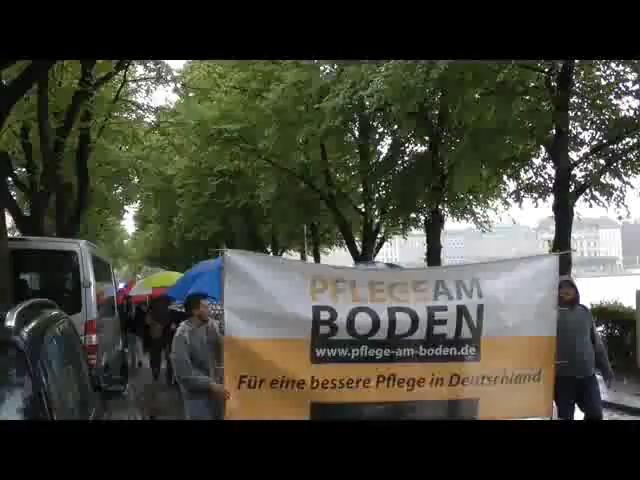 PFLEGE AM
BODEN
www.pflege-am-boden.de
Für eine bessere Pflege in Deutschland